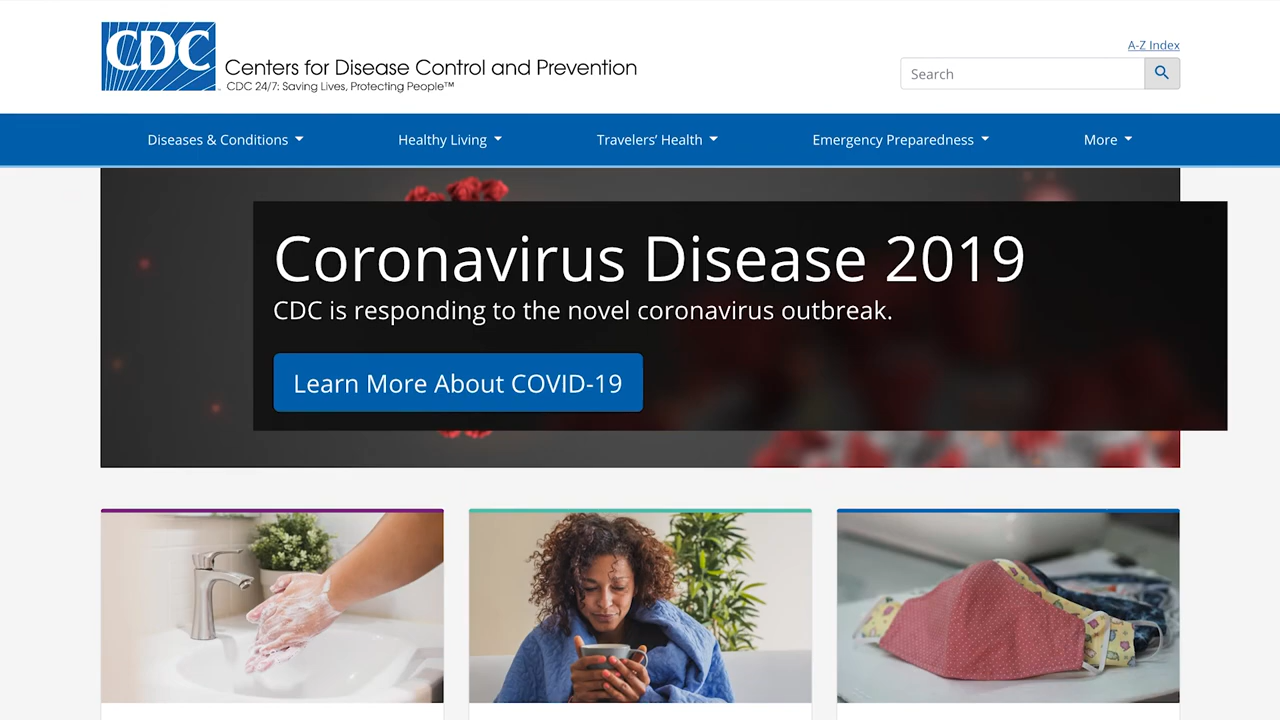 CDC
Centers for Disease Control and Prevention
CDC 24/7: Saving Lives, Protecting People™
A-Z Index
Search
Diseases & Conditions
Healthy Living
Travelers’ Health
Emergency Preparedness
More
Coronavirus Disease 2019
CDC is responding to the novel coronavirus outbreak.
Learn More About COVID-19